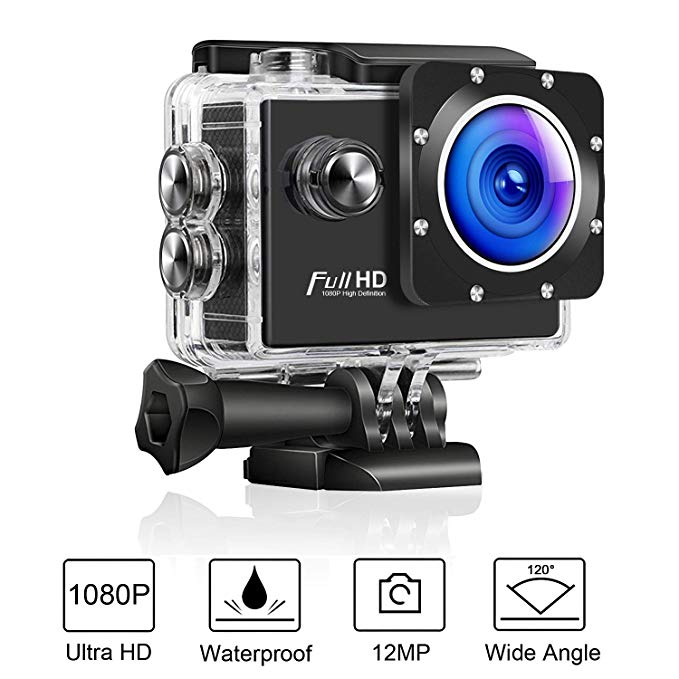 Full HD
1080P High Definition
1080P
120°
Ultra HD
Waterproof
12MP
Wide Angle